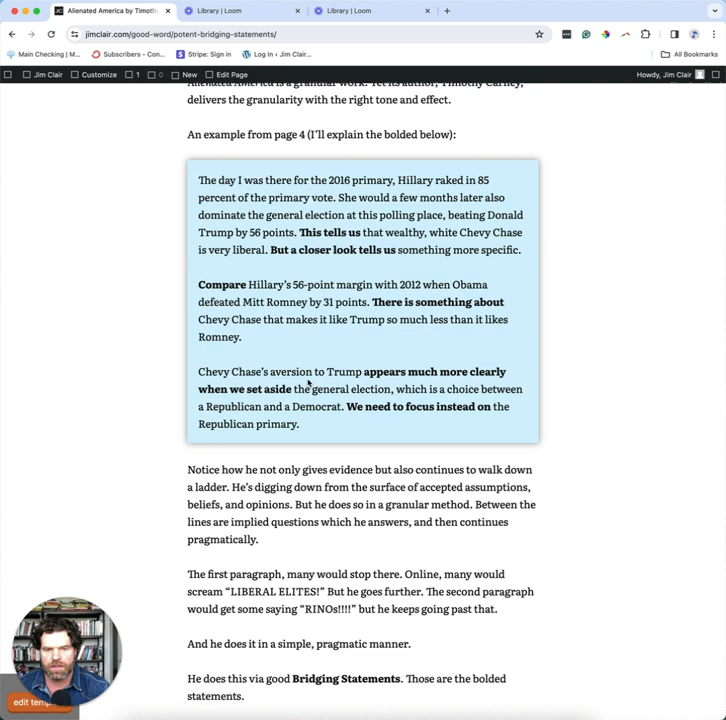 Alienated America by Timoth
Library | Loom
Library | Loom
jimclair.com/good-word/potent-bridging-statements/
Main Checking | M...
Subscribers - Con...
Stripe: Sign in
Log In ‹ Jim Clair...
All Bookmarks
Jim Clair
Customize
1
0
New
Edit Page
Howdy, Jim Clair
Alienated America is a granular work. Yet its author, Timothy Carney,
delivers the granularity with the right tone and effect.
An example from page 4 (I’ll explain the bolded below):
The day I was there for the 2016 primary, Hillary raked in 85
percent of the primary vote. She would a few months later also
dominate the general election at this polling place, beating Donald
Trump by 56 points. This tells us that wealthy, white Chevy Chase
is very liberal. But a closer look tells us something more specific.
Compare Hillary’s 56-point margin with 2012 when Obama
defeated Mitt Romney by 31 points. There is something about
Chevy Chase that makes it like Trump so much less than it likes
Romney.
Chevy Chase’s aversion to Trump appears much more clearly
when we set aside the general election, which is a choice between
a Republican and a Democrat. We need to focus instead on the
Republican primary.
Notice how he not only gives evidence but also continues to walk down
a ladder. He’s digging down from the surface of accepted assumptions,
beliefs, and opinions. But he does so in a granular method. Between the
lines are implied questions which he answers, and then continues
pragmatically.
The first paragraph, many would stop there. Online, many would
scream “LIBERAL ELITES!” But he goes further. The second paragraph
would get some saying “RINOs!!!!” but he keeps going past that.
And he does it in a simple, pragmatic manner.
He does this via good Bridging Statements. Those are the bolded
statements.
edit temp